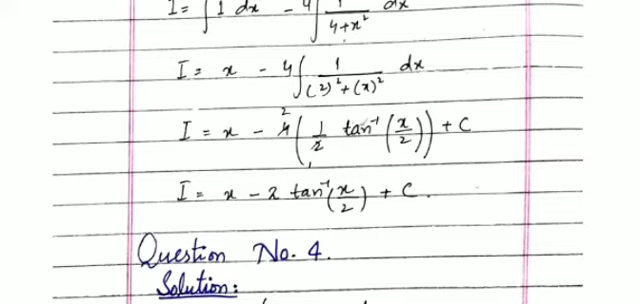 I = ∫ 1 dx - 4 ∫ 1/(4+x²) dx
I = x - 4 ∫ 1/((2)²+(x)²) dx
I = x - 4 2 ( 1/2 tan⁻¹ (x/2) ) + C
I = x - 2 tan⁻¹ (x/2) + C.
Question No. 4.
Solution: